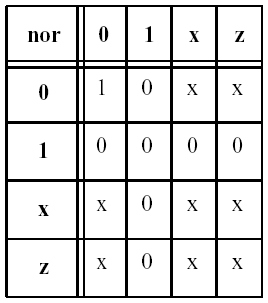 nor 0 1 x z
0 1 0 x x
1 0 0 0 0
x x 0 x x
z x 0 x x